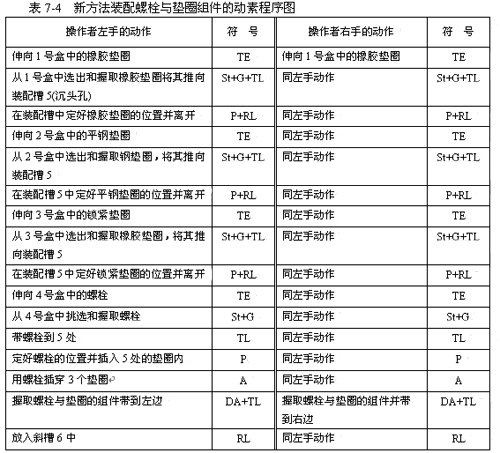 表 7-4 新方法装配螺栓与垫圈组件的动素程序图
操作者左手的动作 符 号 操作者右手的动作 符 号
伸向1号盒中的橡胶垫圈 TE 伸向1号盒中的橡胶垫圈 TE
从1号盒中选出和握取橡胶垫圈将其推向 St+G+TL 同左手动作 St+G+TL
装配槽5(沉头孔)
在装配槽中定好橡胶垫圈的位置并离开 P+RL 同左手动作 P+RL
伸向2号盒中的平钢垫圈 TE 同左手动作 TE
从2号盒中选出和握取钢垫圈，将其推向 St+G+TL 同左手动作 St+G+TL
装配槽5
在装配槽5中定好平钢垫圈的位置并离开 P+RL 同左手动作 P+RL
伸向3号盒中的锁紧垫圈 TE 同左手动作 TE
从3号盒中选出和握取橡胶垫圈，将其推 St+G+TL 同左手动作 St+G+TL
向装配槽5
在装配槽5中定好锁紧垫圈的位置并离开 P+RL 同左手动作 P+RL
伸向4号盒中的螺栓 TE 同左手动作 TE
从4号盒中挑选和握取螺栓 St+G 同左手动作 St+G
带螺栓到5处 TL 同左手动作 TL
定好螺栓的位置并插入5处的垫圈内 P 同左手动作 P
用螺栓插穿3个垫圈 A 同左手动作 A
握取螺栓与垫圈的组件带到左边 DA+TL 握取螺栓与垫圈的组件并带 DA+TL
到右边
放入斜槽6中 RL 同左手动作 RL